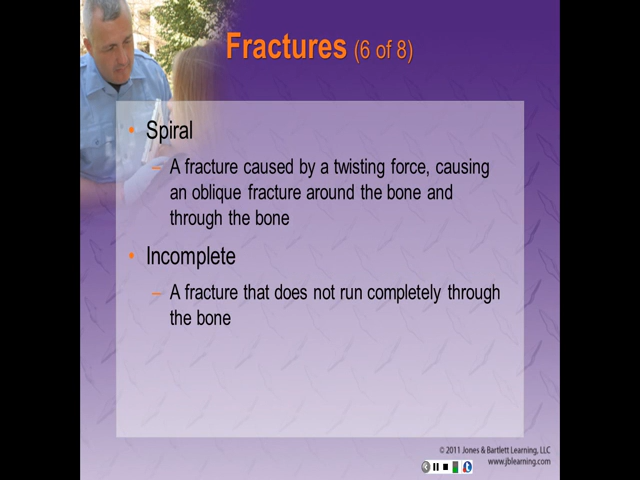 Fractures (6 of 8)
• Spiral
– A fracture caused by a twisting force, causing
an oblique fracture around the bone and
through the bone
• Incomplete
– A fracture that does not run completely through
the bone
© 2011 Jones & Bartlett Learning, LLC
www.jblearning.com